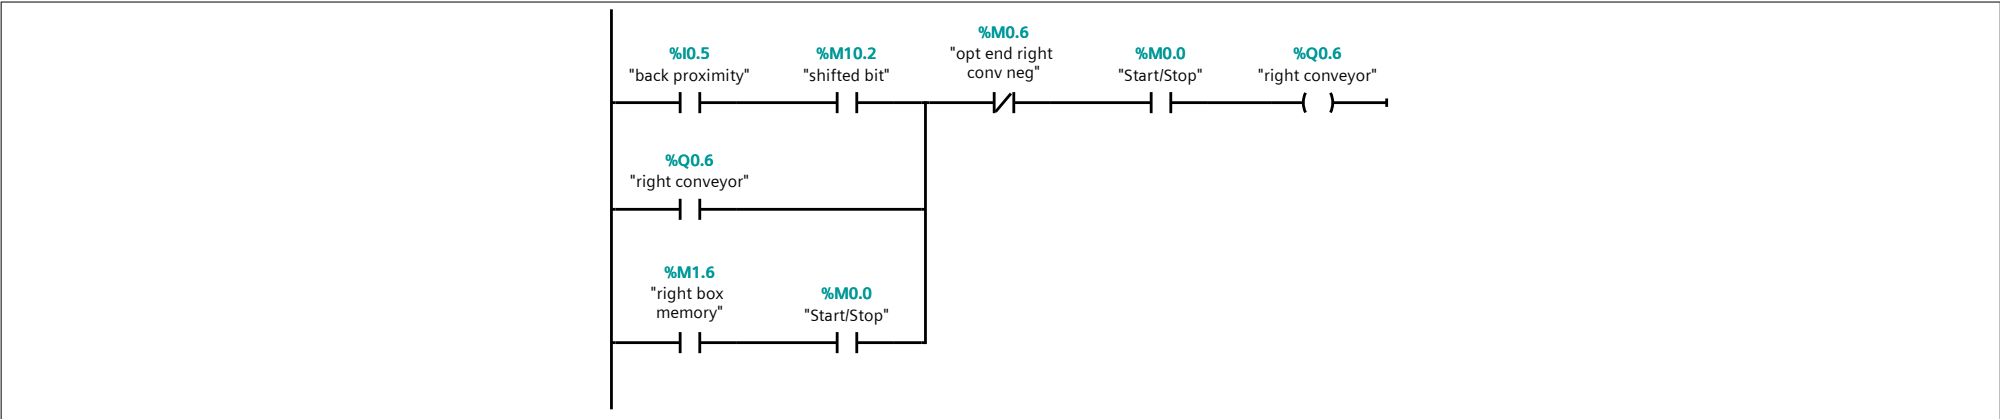 %I0.5
"back proximity"
%M10.2
"shifted bit"
%M0.6
"opt end right
conv neg"
%M0.0
"Start/Stop"
%Q0.6
"right conveyor"
%Q0.6
"right conveyor"
%M1.6
"right box
memory"
%M0.0
"Start/Stop"